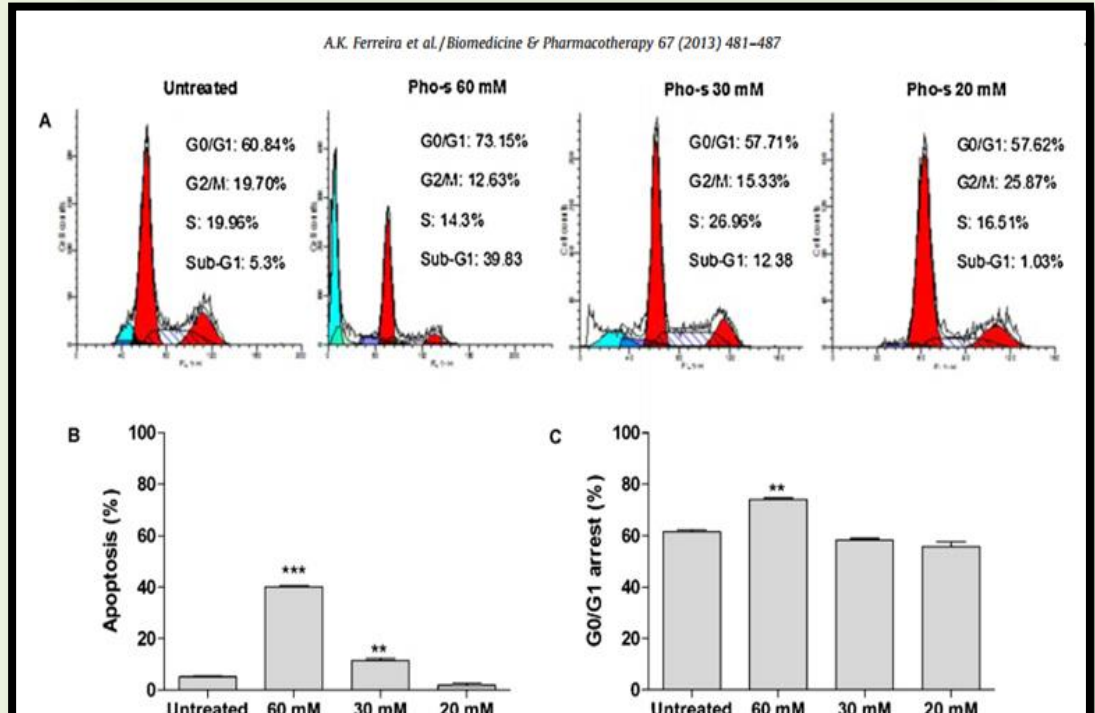 A.K. Ferreira et al. / Biomedicine & Pharmacotherapy 67 (2013) 481–487
Untreated
Pho-s 60 mM
Pho-s 30 mM
Pho-s 20 mM
A
G0/G1: 60.84%
G2/M: 19.70%
S: 19.95%
Sub-G1: 5.3%
G0/G1: 73.15%
G2/M: 12.63%
S: 14.3%
Sub-G1: 39.83
G0/G1: 57.71%
G2/M: 15.33%
S: 26.96%
Sub-G1: 12.38
G0/G1: 57.62%
G2/M: 25.87%
S: 16.51%
Sub-G1: 1.03%
B
Apoptosis (%)
100
80
60
40
20
0
***
**
Untreated 60 mM 30 mM 20 mM
C
G0/G1 arrest (%)
100
80
60
40
20
0
**
Untreated 60 mM 30 mM 20 mM